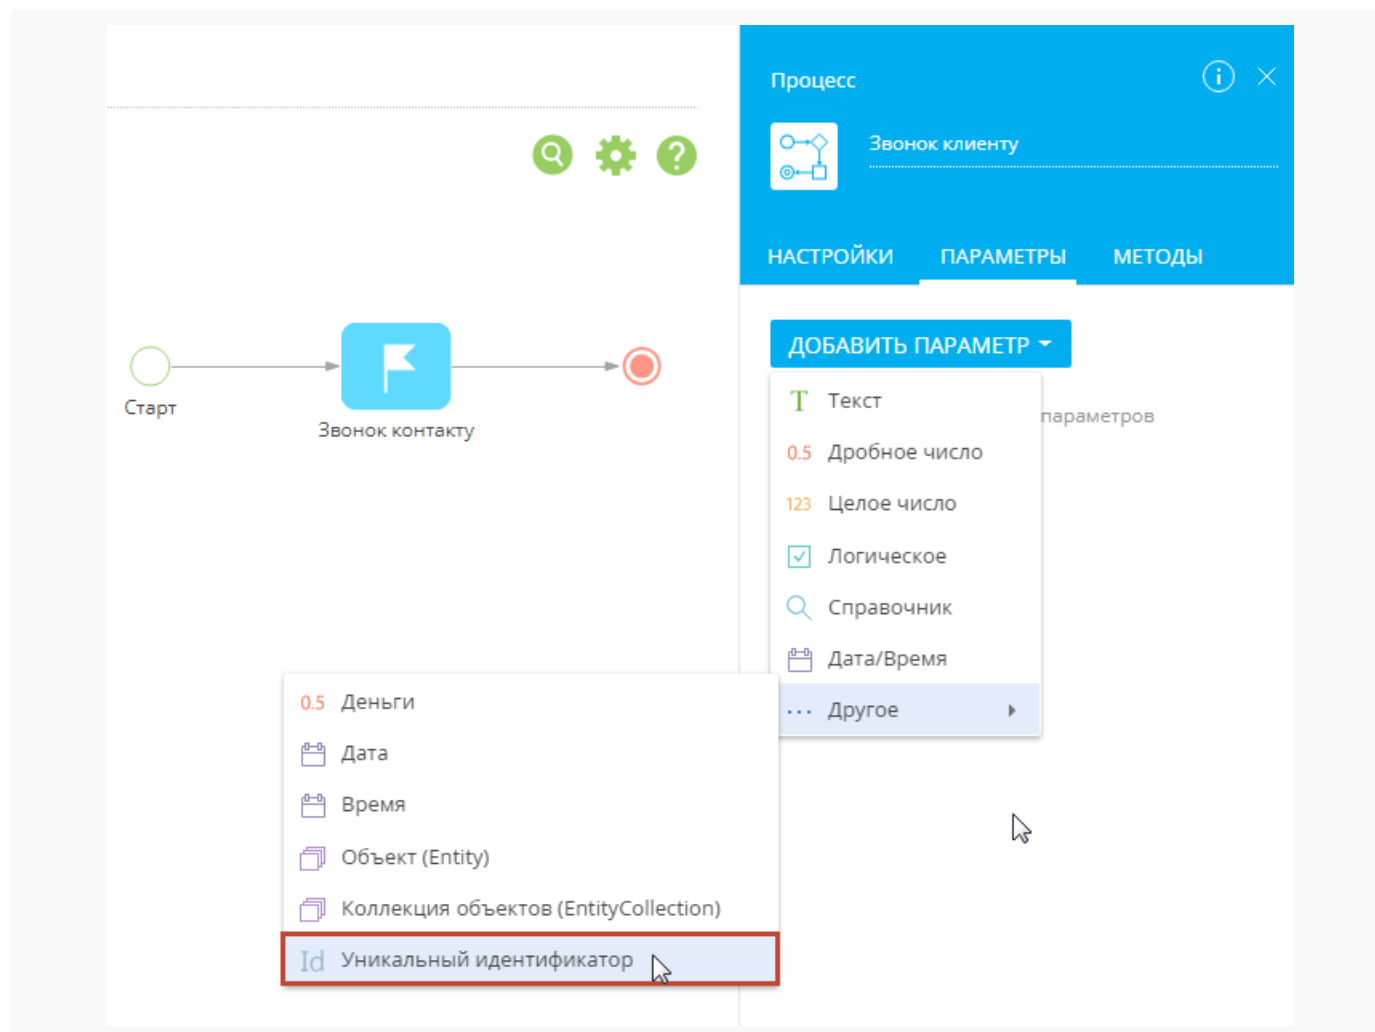 Процесс
Звонок клиенту
НАСТРОЙКИ ПАРАМЕТРЫ МЕТОДЫ
ДОБАВИТЬ ПАРАМЕТР
T Текст
параметров
0.5 Дробное число
123 Целое число
Логическое
Справочник
Дата/Время
... Другое
Старт
Звонок контакту
0.5 Деньги
Дата
Время
Объект (Entity)
Коллекция объектов (EntityCollection)
Id Уникальный идентификатор